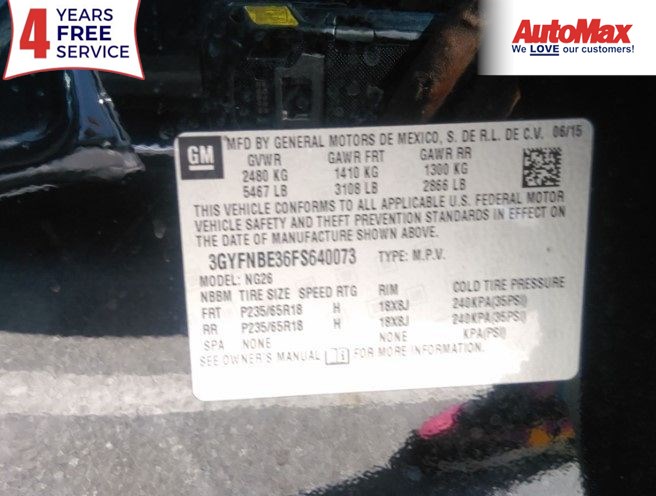 4 YEARS
FREE
SERVICE
AutoMax
We LOVE our customers!
GM
MFD BY GENERAL MOTORS DE MEXICO, S. DE R.L. DE C.V. 06/15
GVWR GAWR FRT GAWR RR
2480 KG 1410 KG 1300 KG
5467 LB 3108 LB 2866 LB
THIS VEHICLE CONFORMS TO ALL APPLICABLE U.S. FEDERAL MOTOR
VEHICLE SAFETY AND THEFT PREVENTION STANDARDS IN EFFECT ON
THE DATE OF MANUFACTURE SHOWN ABOVE.
3GYFNBE36FS640073 TYPE: M.P.V.
MODEL: NG26
NBBM TIRE SIZE SPEED RTG RIM COLD TIRE PRESSURE
FRT P235/65R18 H 18X8J 240KPA(35PSI)
RR P235/65R18 H 18X8J 240KPA(35PSI)
SPA NONE NONE KPA(PSI)
SEE OWNER'S MANUAL FOR MORE INFORMATION.